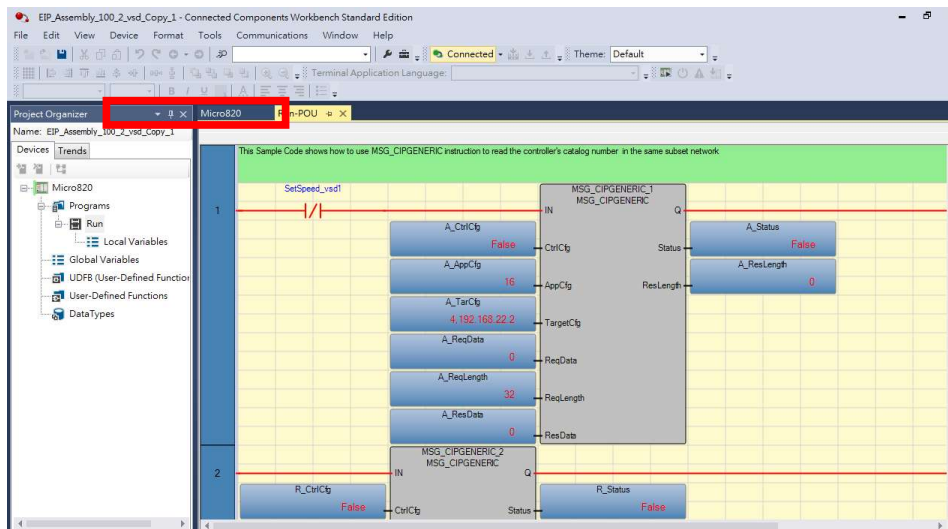 EIP_Assembly_100_2_vsd_Copy_1 - Connected Components Workbench Standard Edition
File Edit View Device Format Tools Communications Window Help
Connected
Theme: Default
Terminal Application Language:
B I U A
Project Organizer
Micro820
Run-POU
Name: EIP_Assembly_100_2_vsd_Copy_1
Devices Trends
Micro820
Programs
Run
Local Variables
Global Variables
UDFB (User-Defined Function
User-Defined Functions
DataTypes
This Sample Code shows how to use MSG_CIPGENERIC instruction to read the controller's catalog number in the same subset network
1
SetSpeed_vsd1
MSG_CIPGENERIC_1
MSG_CIPGENERIC
IN Q
A_CtrlCfg
False
CtrlCfg
Status
A_Status
False
A_AppCfg
16
AppCfg
ResLength
A_ResLength
0
A_TarCfg
4,192.168.22.2
TargetCfg
A_ReqData
0
ReqData
A_ReqLength
32
ReqLength
A_ResData
0
ResData
2
MSG_CIPGENERIC_2
MSG_CIPGENERIC
IN Q
R_CtrlCfg
False
CtrlCfg
Status
R_Status
False